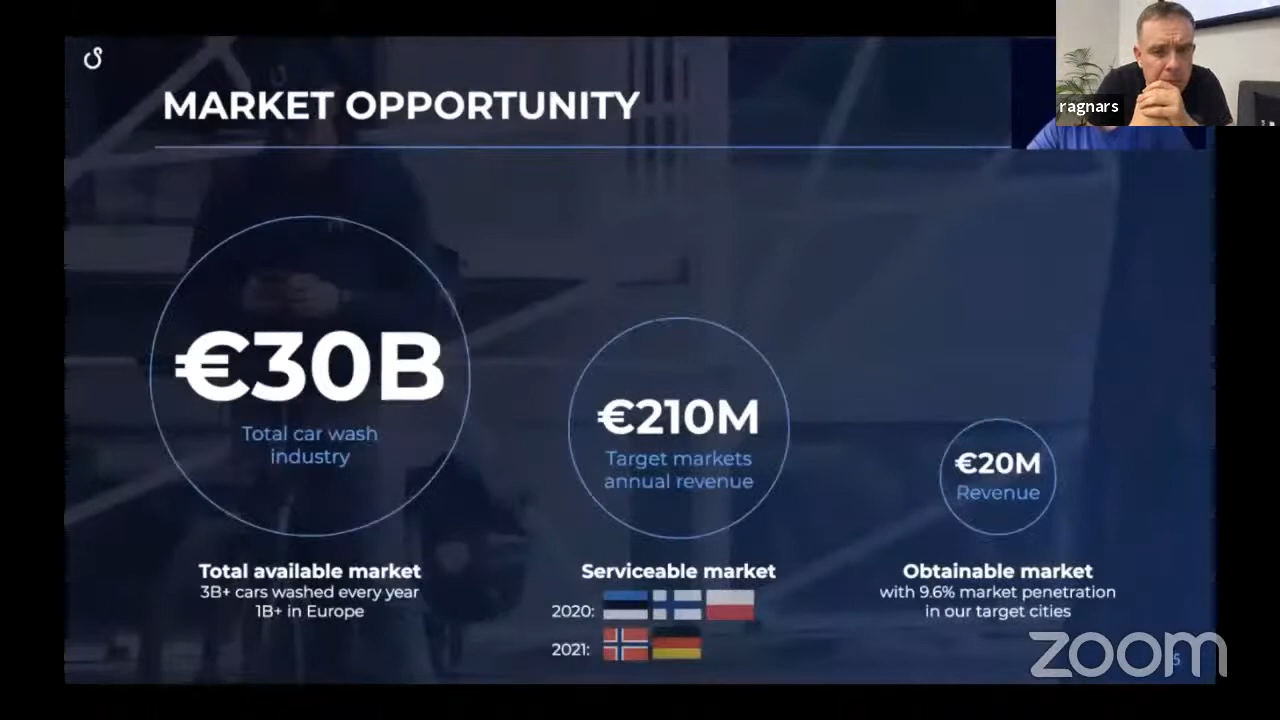 MARKET OPPORTUNITY
ragnars
€30B
Total car wash
industry
€210M
Target markets
annual revenue
€20M
Revenue
Total available market
3B+ cars washed every year
1B+ in Europe
Serviceable market
2020:
2021:
Obtainable market
with 9.6% market penetration
in our target cities
zoom